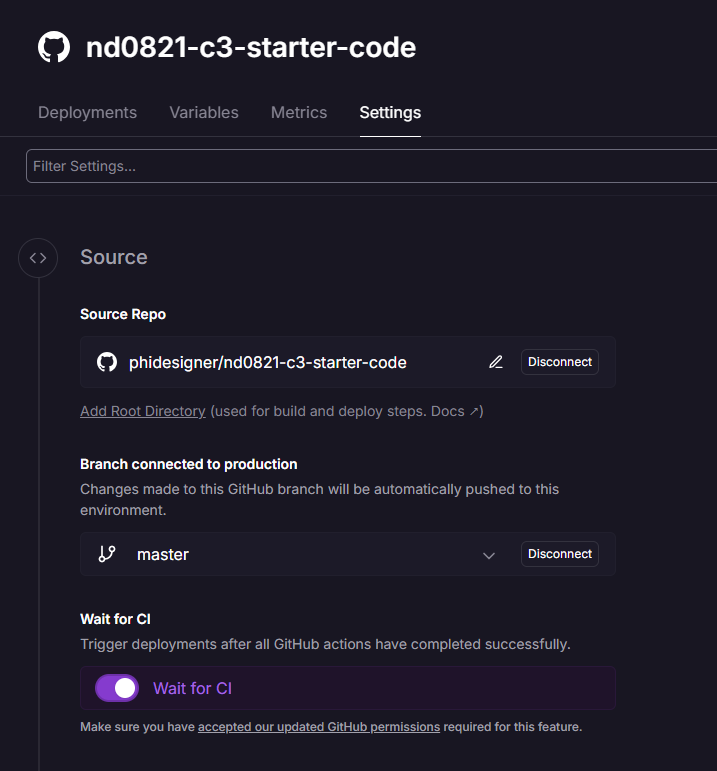 nd0821-c3-starter-code
Deployments Variables Metrics Settings
Filter Settings...
Source
Source Repo
phidesigner/nd0821-c3-starter-code Disconnect
Add Root Directory (used for build and deploy steps. Docs ↗)
Branch connected to production
Changes made to this GitHub branch will be automatically pushed to this
environment.
master Disconnect
Wait for CI
Trigger deployments after all GitHub actions have completed successfully.
Wait for CI
Make sure you have accepted our updated GitHub permissions required for this feature.